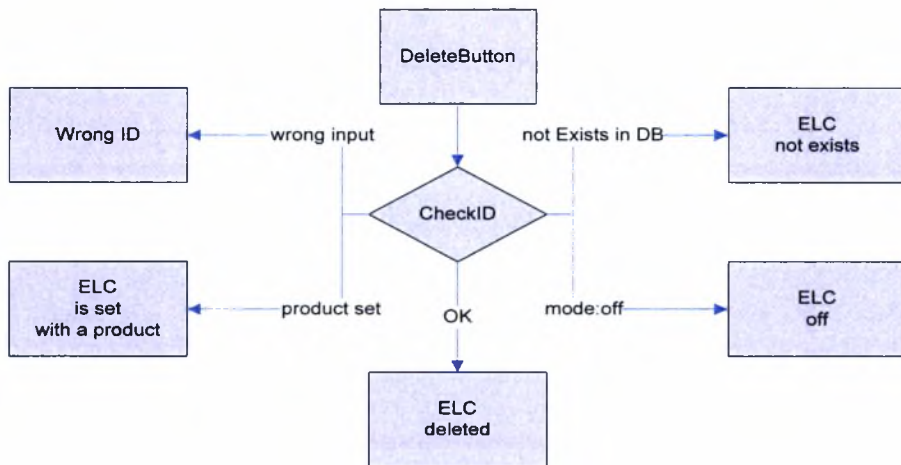 DeleteButton
Wrong ID
wrong input
not Exists in DB
ELC
not exists
CheckID
ELC
is set
with a product
product set
OK
mode:off
ELC
off
ELC
deleted